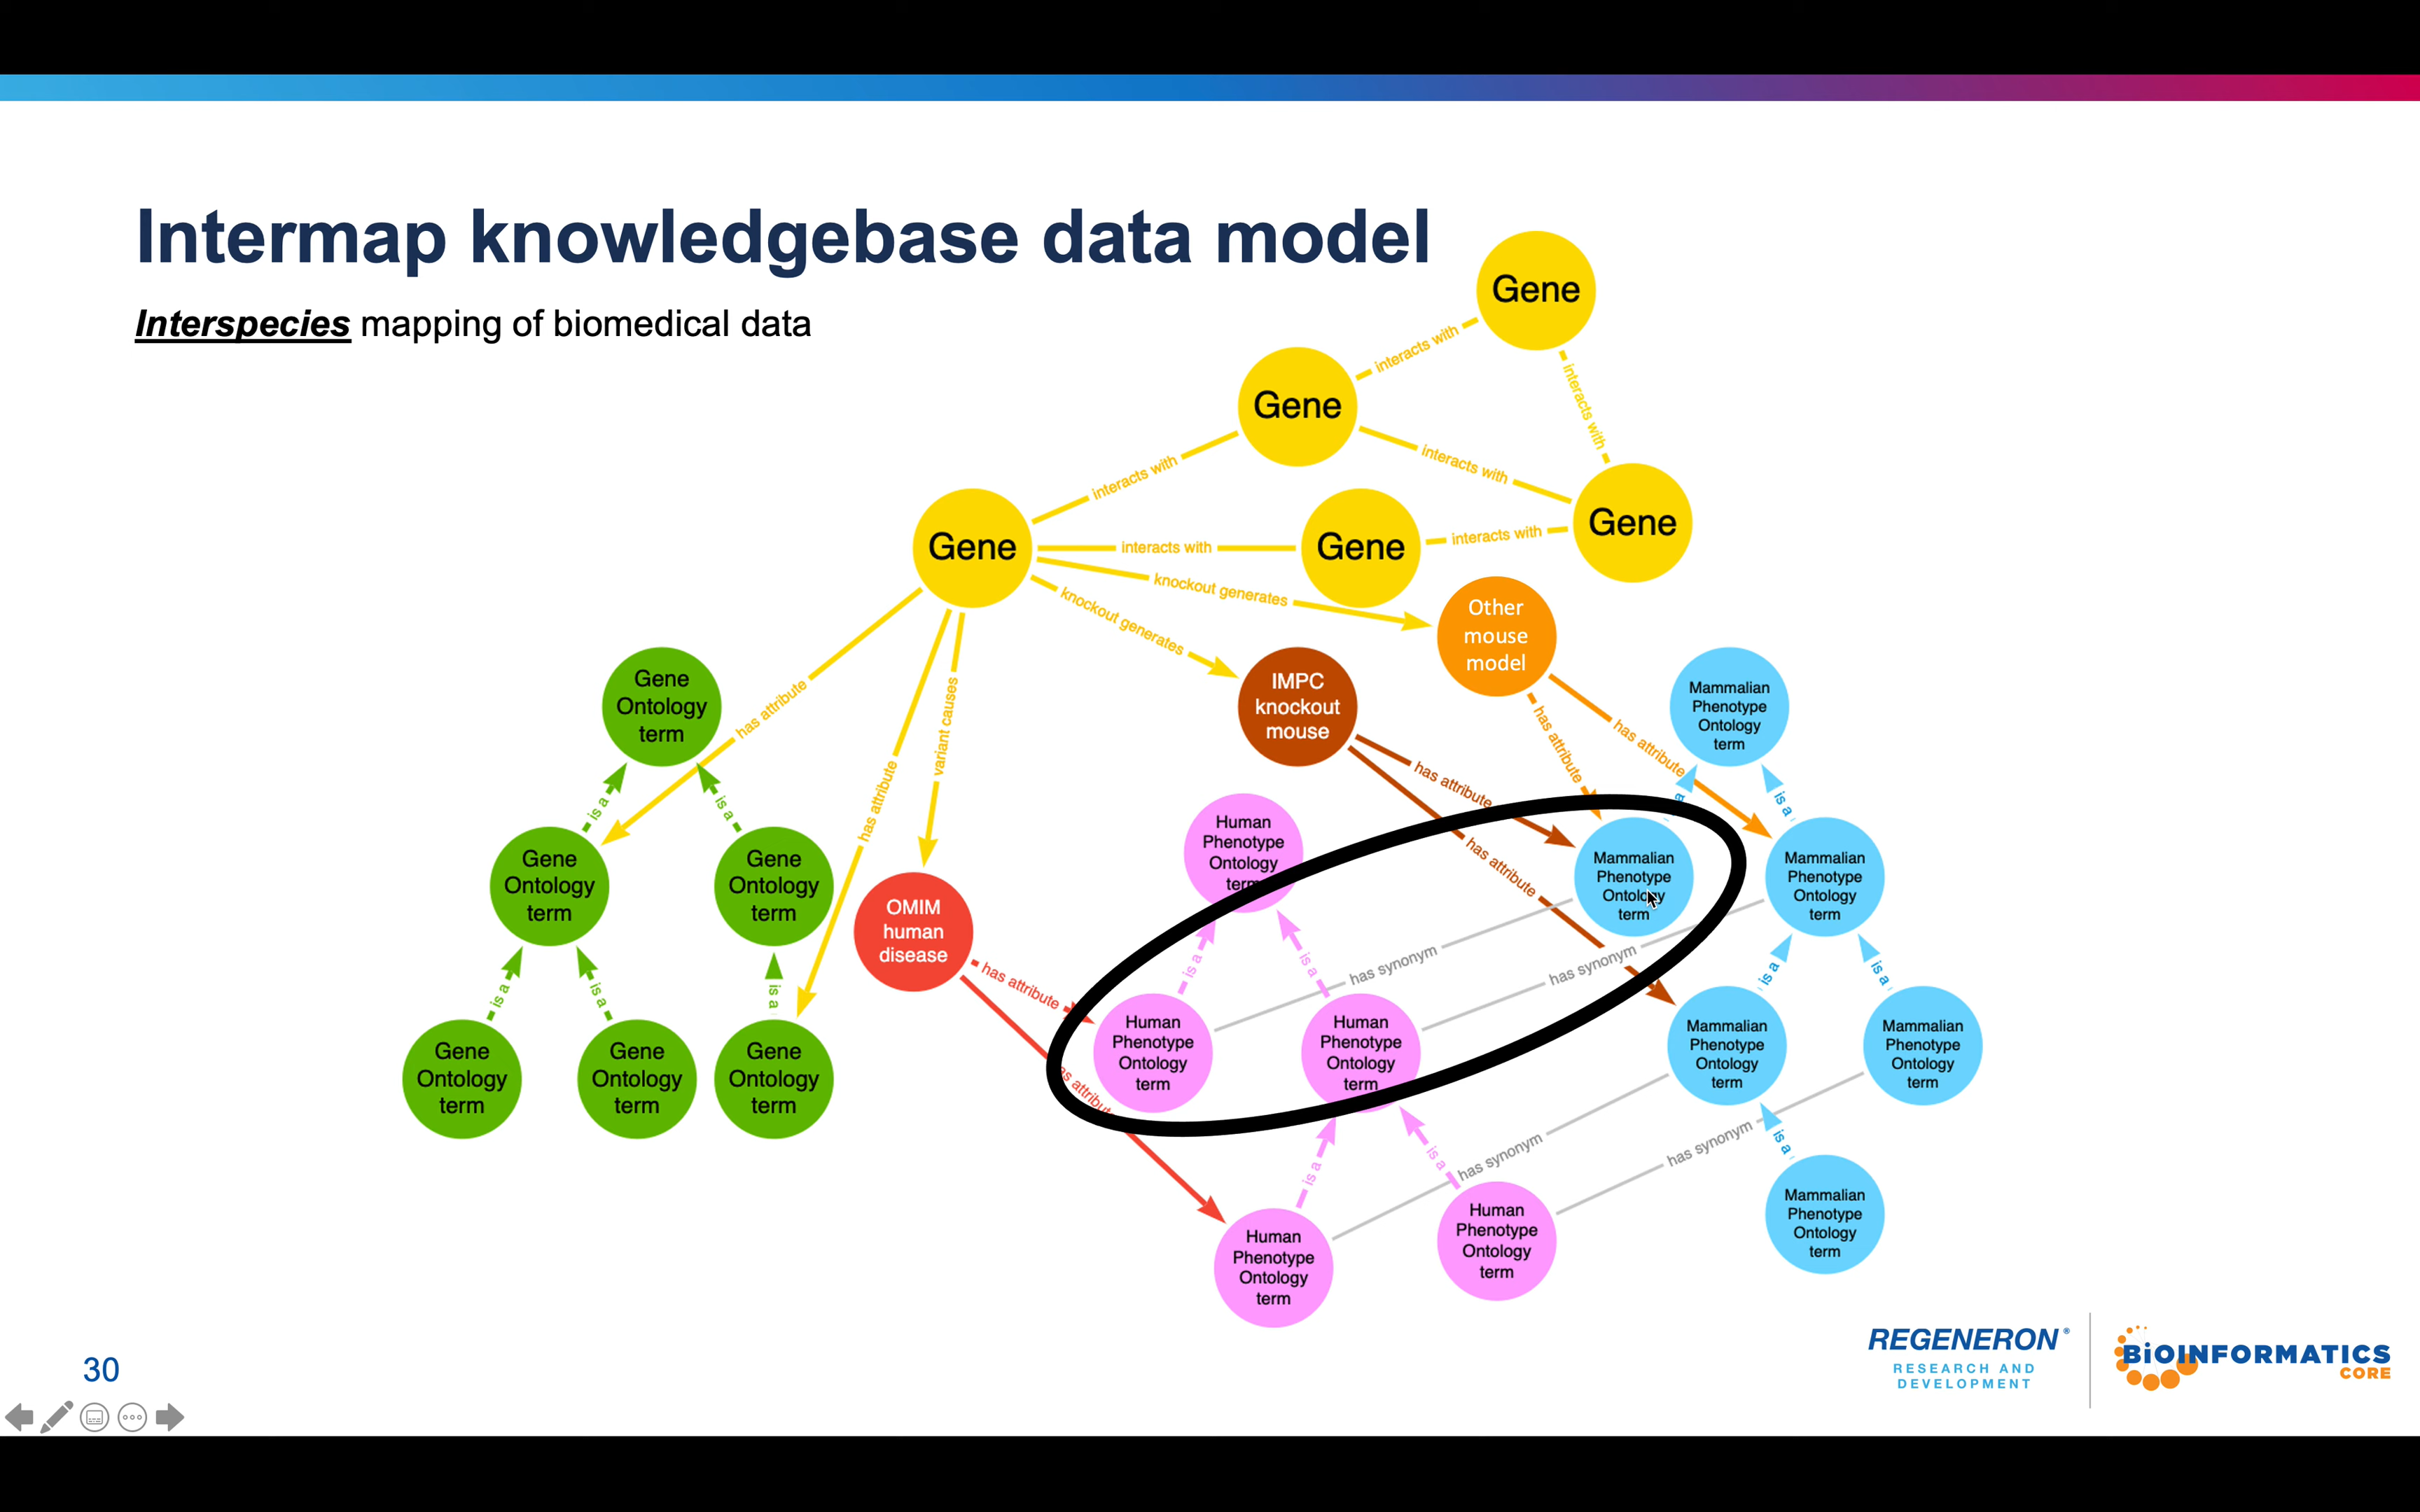 Intermap knowledgebase data model
Interspecies mapping of biomedical data
Gene
interacts with
interacts with
Gene
interacts with
interacts with
Gene
Gene
interacts with
Gene
interacts with
Gene
knockout generates
knockout generates
Other
mouse
model
has attribute
has attribute
variant causes
IMPC
knockout
mouse
has attribute
has attribute
has attribute
has attribute
Gene
Ontology
term
is a
is a
Gene
Ontology
term
Gene
Ontology
term
is a
is a
is a
Gene
Ontology
term
Gene
Ontology
term
Gene
Ontology
term
OMIM
human
disease
has attribute
as attribut
Human
Phenotype
Ontology
term
is a
is a
Human
Phenotype
Ontology
term
Human
Phenotype
Ontology
term
is a
is a
Human
Phenotype
Ontology
term
Human
Phenotype
Ontology
term
has synonym
has synonym
has synonym
has synonym
Mammalian
Phenotype
Ontology
term
a
is a
Mammalian
Phenotype
Ontology
term
Mammalian
Phenotype
Ontology
term
is a
is a
Mammalian
Phenotype
Ontology
term
Mammalian
Phenotype
Ontology
term
is a
Mammalian
Phenotype
Ontology
term
30
REGENERON®
RESEARCH AND
DEVELOPMENT
BiOINFORMATICS
CORE